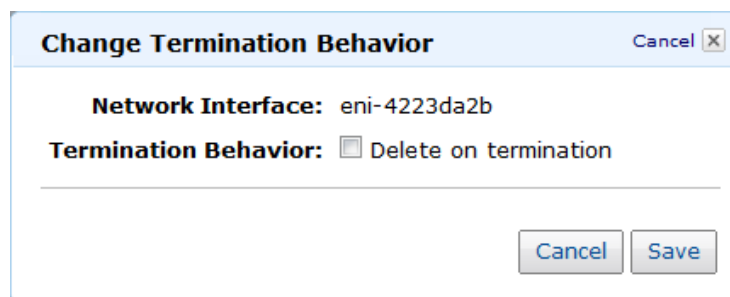 Change Termination Behavior Cancel
Network Interface: eni-4223da2b
Termination Behavior: Delete on termination
Cancel Save